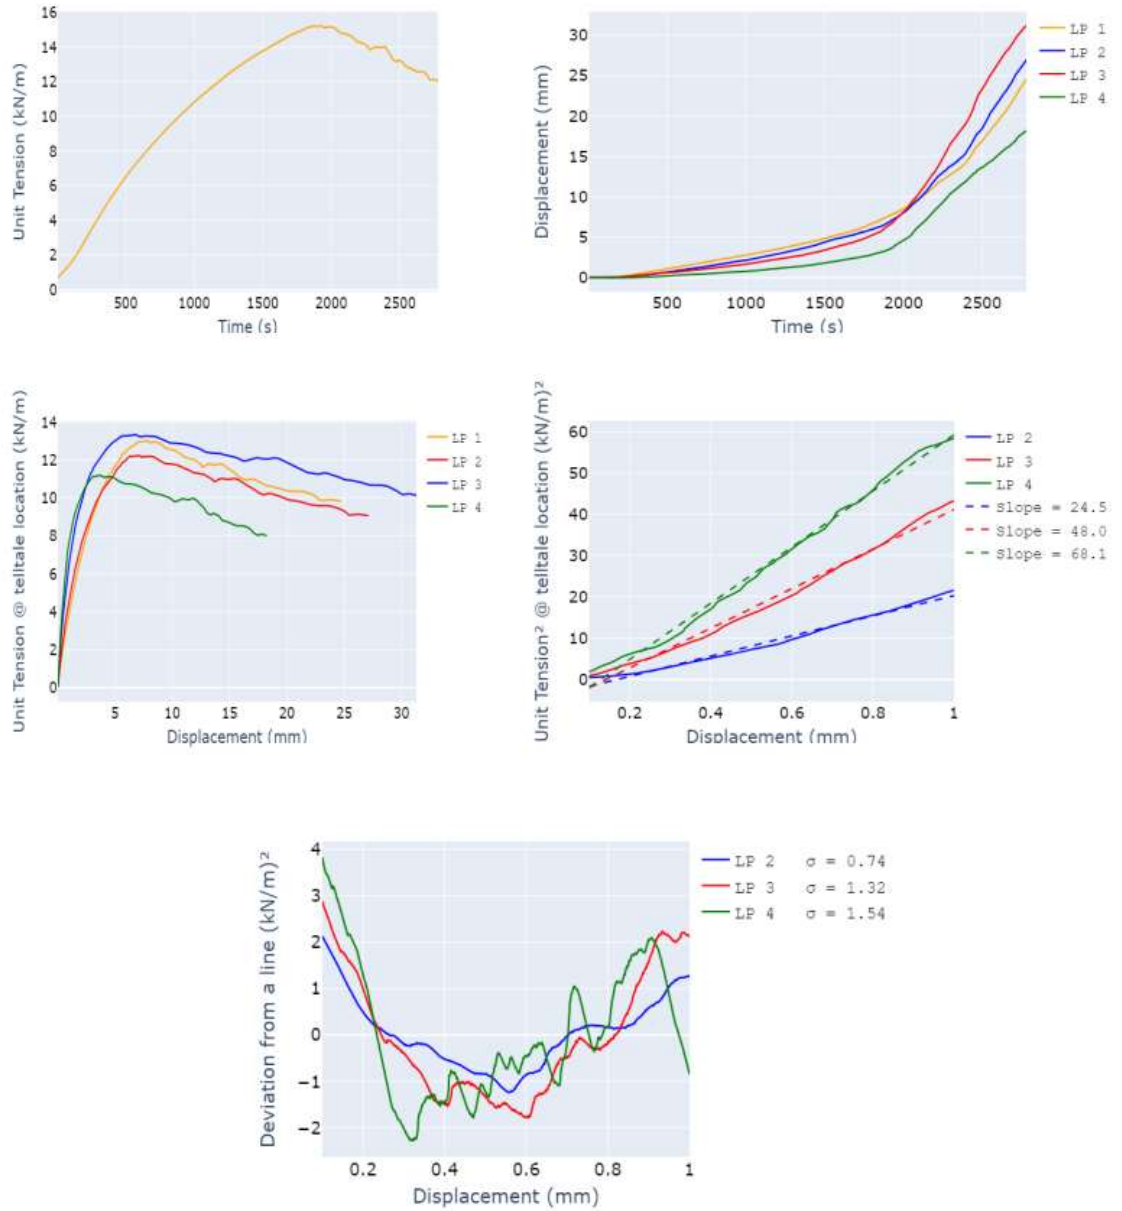 Unit Tension (kN/m)
16
14
12
10
8
6
4
2
0
500 1000 1500 2000 2500
Time (s)
Displacement (mm)
30
25
20
15
10
5
0
500 1000 1500 2000 2500
Time (s)
LP 1
LP 2
LP 3
LP 4
Unit Tension @ telltale location (kN/m)
14
12
10
8
6
4
2
0
5 10 15 20 25 30
Displacement (mm)
LP 1
LP 2
LP 3
LP 4
Unit Tension² @ telltale location (kN/m)²
60
50
40
30
20
10
0
0.2 0.4 0.6 0.8 1
Displacement (mm)
LP 2
LP 3
LP 4
Slope = 24.5
Slope = 48.0
Slope = 68.1
Deviation from a line (kN/m)²
4
3
2
1
0
−1
−2
0.2 0.4 0.6 0.8 1
Displacement (mm)
LP 2 σ = 0.74
LP 3 σ = 1.32
LP 4 σ = 1.54